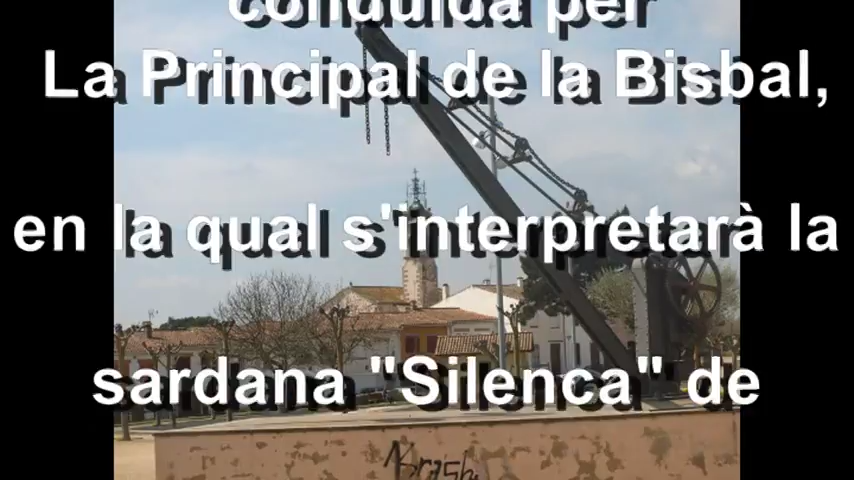 conduïda per
La Principal de la Bisbal,
en la qual s'interpretarà la
sardana "Silenca" de